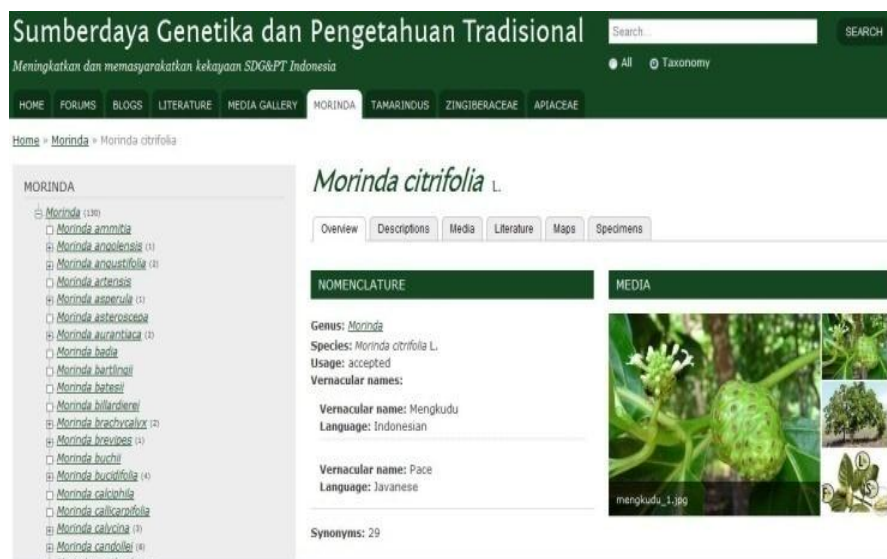 Sumberdaya Genetika dan Pengetahuan Tradisional
Meningkatkan dan memasyarakatkan kekayaan SDG&PT Indonesia
Search...
SEARCH
All Taxonomy
HOME FORUMS BLOGS LITERATURE MEDIA GALLERY MORINDA TAMARINDUS ZINGIBERACEAE APIACEAE
Home » Morinda » Morinda citrifolia
MORINDA
Morinda (130)
Morinda ammitia
Morinda angolensis (1)
Morinda angustifolia (2)
Morinda artensis
Morinda asperula (1)
Morinda asteroscepa
Morinda aurantiaca (2)
Morinda badia
Morinda bartlingii
Morinda batesii
Morinda billardierei
Morinda brachycalyx (2)
Morinda brevipes (1)
Morinda buchii
Morinda bucidifolia (4)
Morinda calciphila
Morinda callicarpifolia
Morinda calycina (3)
Morinda candollei (8)
Morinda citrifolia L.
Overview Descriptions Media Literature Maps Specimens
NOMENCLATURE
Genus: Morinda
Species: Morinda citrifolia L.
Usage: accepted
Vernacular names:
Vernacular name: Mengkudu
Language: Indonesian
Vernacular name: Pace
Language: Javanese
Synonyms: 29
MEDIA
mengkudu_1.jpg
L
F
S